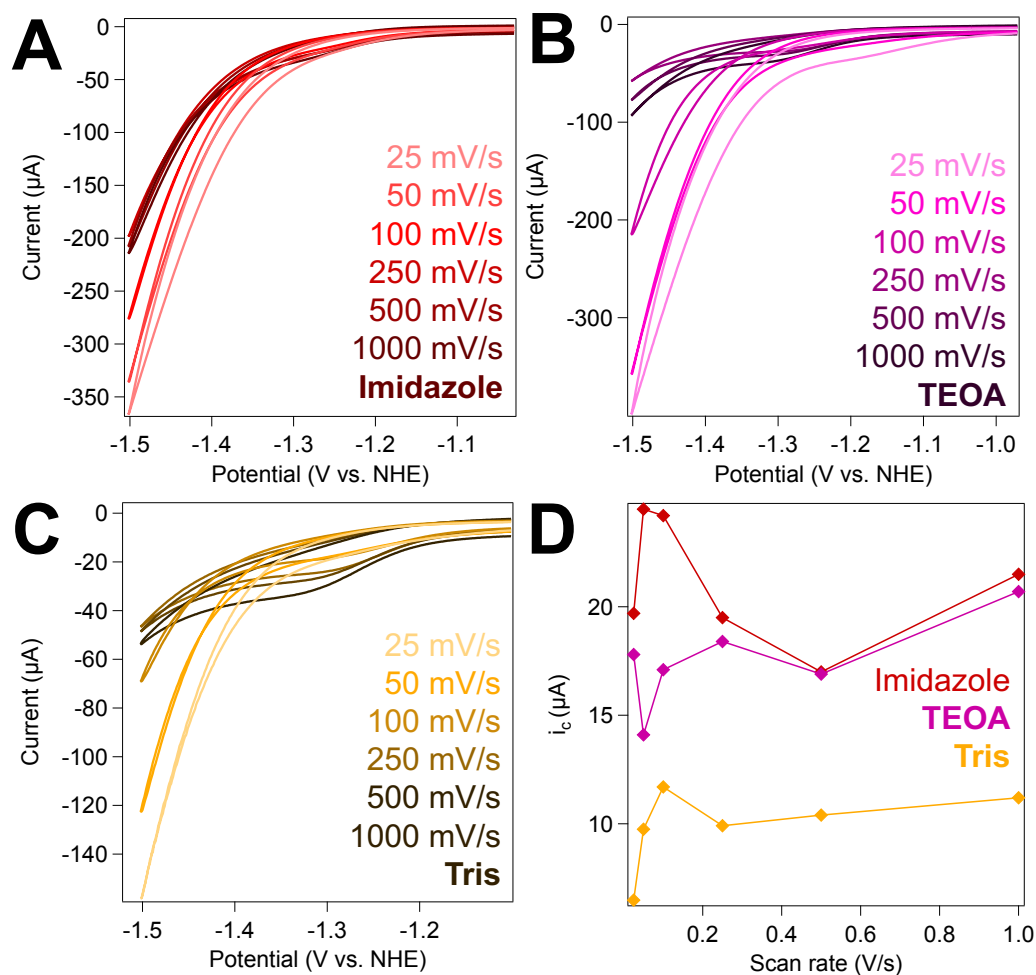 A
0
-50
-100
-150
-200
-250
-300
-350
Current (µA)
25 mV/s
50 mV/s
100 mV/s
250 mV/s
500 mV/s
1000 mV/s
Imidazole
-1.5
-1.4
-1.3
-1.2
-1.1
Potential (V vs. NHE)
B
0
-100
-200
-300
Current (µA)
25 mV/s
50 mV/s
100 mV/s
250 mV/s
500 mV/s
1000 mV/s
TEOA
-1.5
-1.4
-1.3
-1.2
-1.1
-1.0
Potential (V vs. NHE)
C
0
-20
-40
-60
-80
-100
-120
-140
Current (µA)
25 mV/s
50 mV/s
100 mV/s
250 mV/s
500 mV/s
1000 mV/s
Tris
-1.5
-1.4
-1.3
-1.2
Potential (V vs. NHE)
D
20
15
10
i_c (µA)
Imidazole
TEOA
Tris
0.2
0.4
0.6
0.8
1.0
Scan rate (V/s)